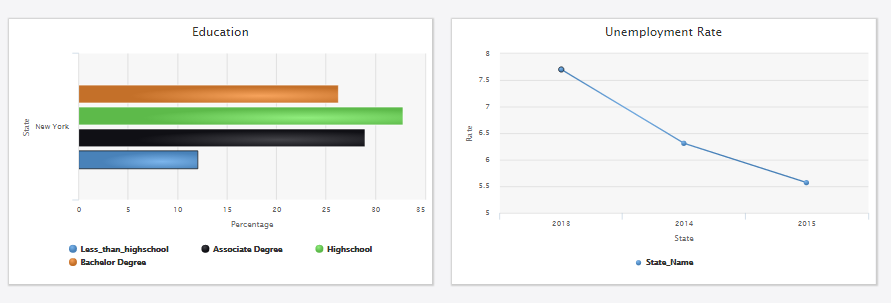 Education
State
New York
0 5 10 15 20 25 30 35
Percentage
Less_than_highschool Associate Degree Highschool
Bachelor Degree
Unemployment Rate
Rate
8
7.5
7
6.5
6
5.5
5
2013 2014 2015
State
State_Name